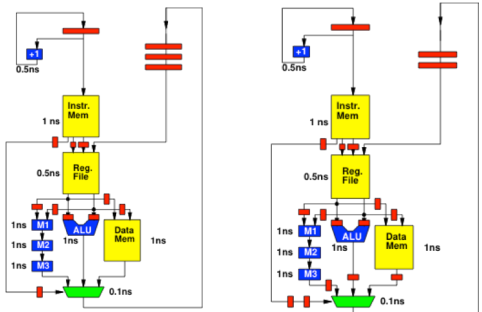 +1
0.5ns
Instr.
Mem
1 ns
0.5ns
Reg.
File
1ns
M1
ALU
1ns
M2
1ns
Data
Mem
1ns
1ns
M3
0.1ns
+1
0.5ns
Instr.
Mem
1 ns
0.5ns
Reg.
File
1ns
M1
ALU
1ns
M2
1ns
Data
Mem
1ns
1ns
M3
0.1ns